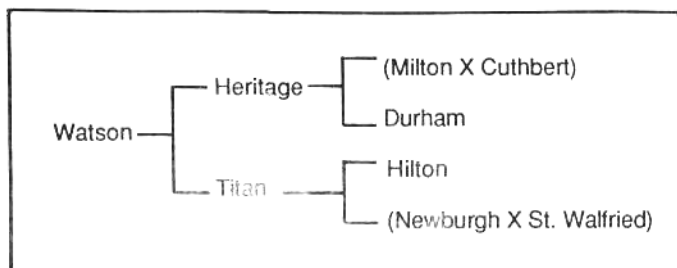 (Milton X Cuthbert)
Heritage
Durham
Watson
Hilton
Titan
(Newburgh X St. Walfried)